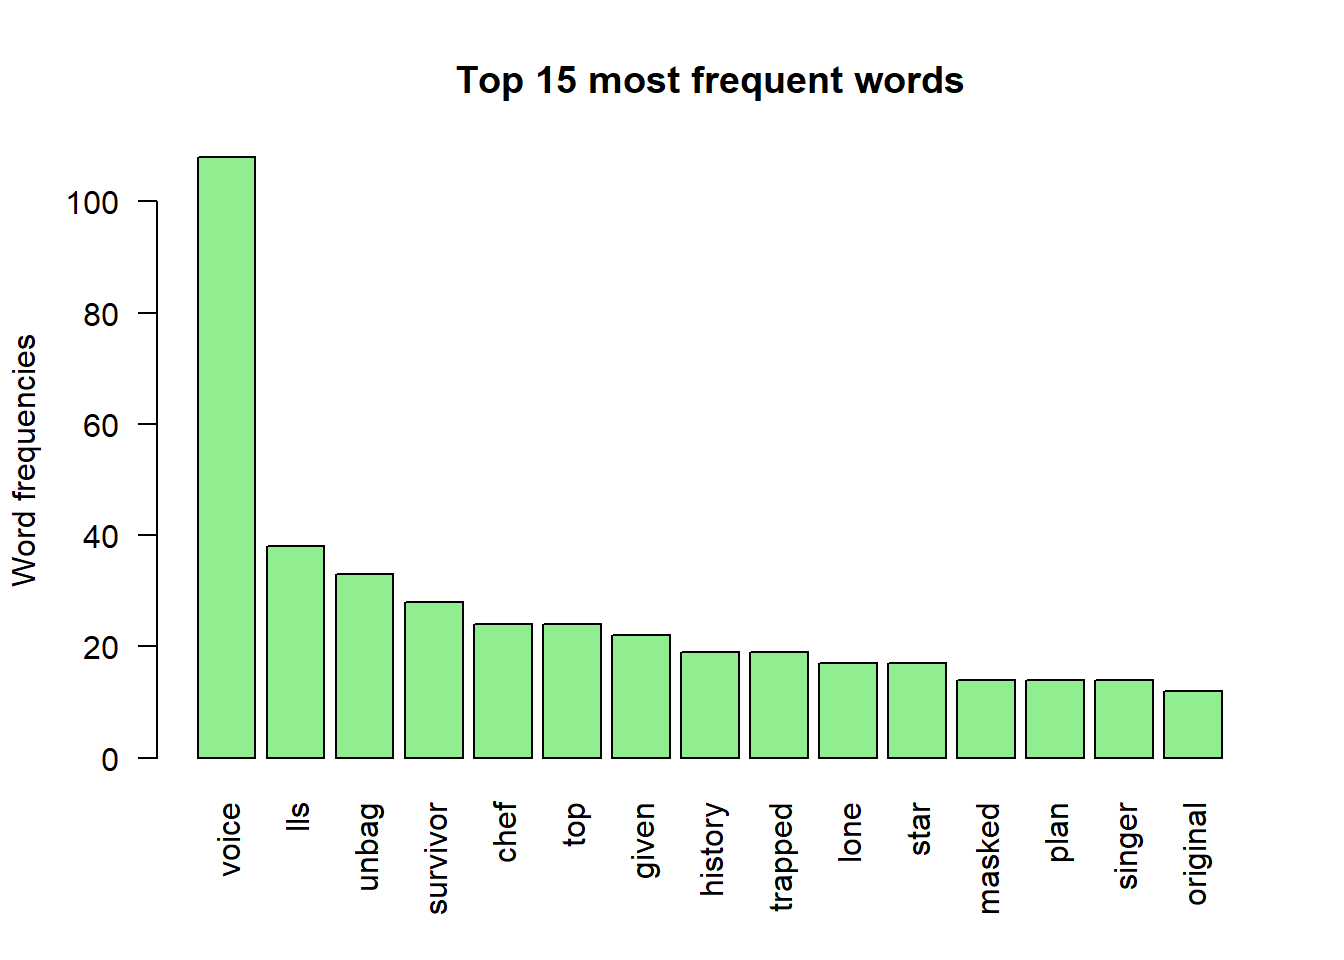 Top 15 most frequent words
Word frequencies
100
80
60
40
20
0
voice
lls
unbag
survivor
chef
top
given
history
trapped
lone
star
masked
plan
singer
original